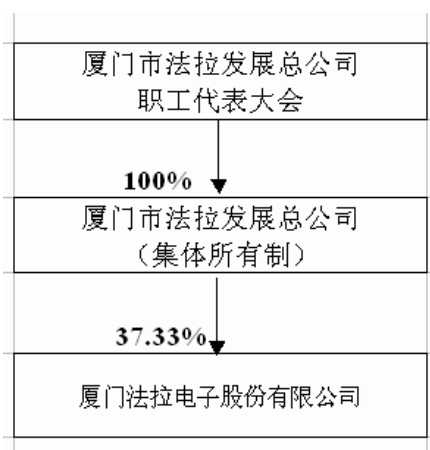 厦门市法拉发展总公司
职工代表大会
100%
厦门市法拉发展总公司
（集体所有制）
37.33%
厦门法拉电子股份有限公司